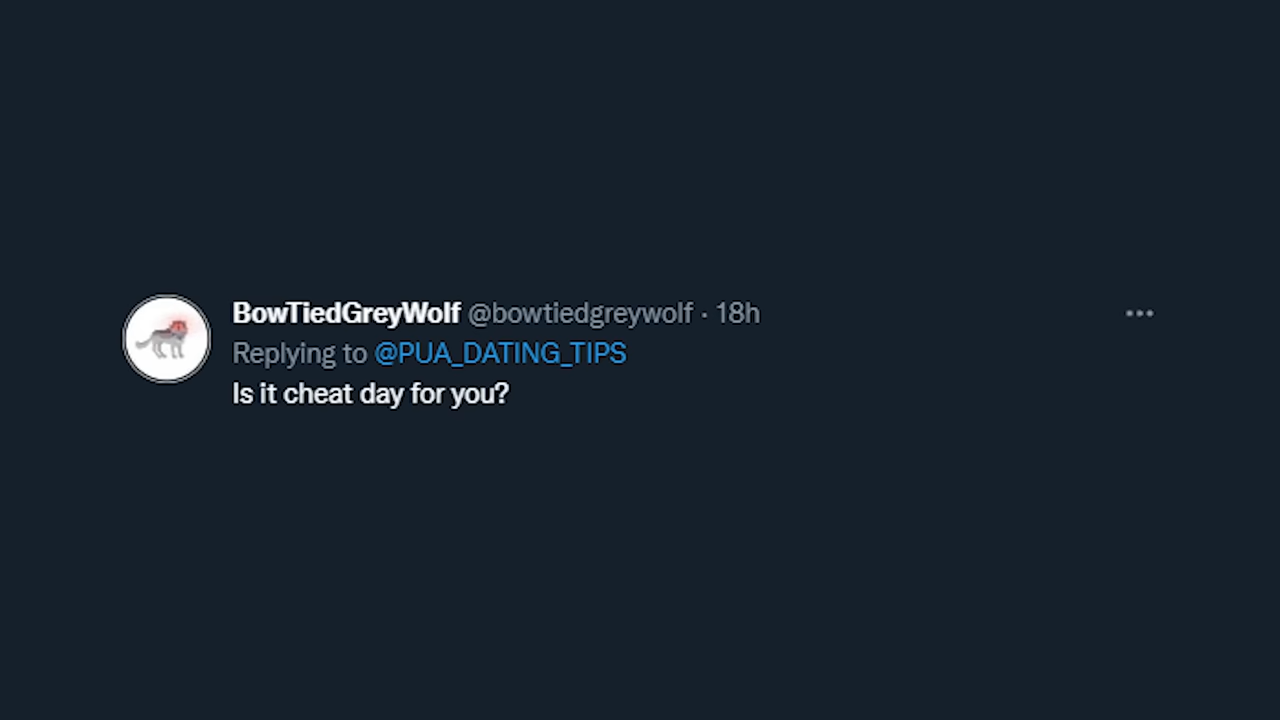 BowTiedGreyWolf @bowtiedgreywolf · 18h
Replying to @PUA_DATING_TIPS
Is it cheat day for you?